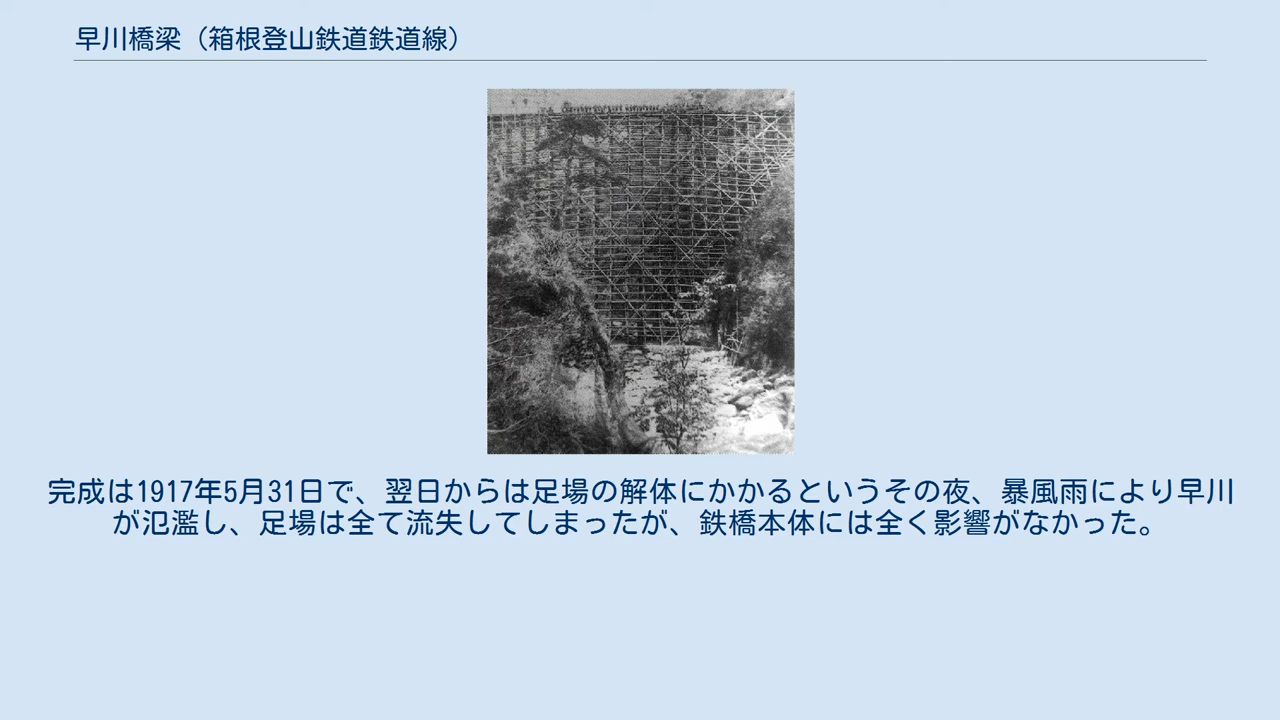 早川橋梁（箱根登山鉄道鉄道線）
完成は1917年5月31日で、翌日からは足場の解体にかかるというその夜、暴風雨により早川
が氾濫し、足場は全て流失してしまったが、鉄橋本体には全く影響がなかった。